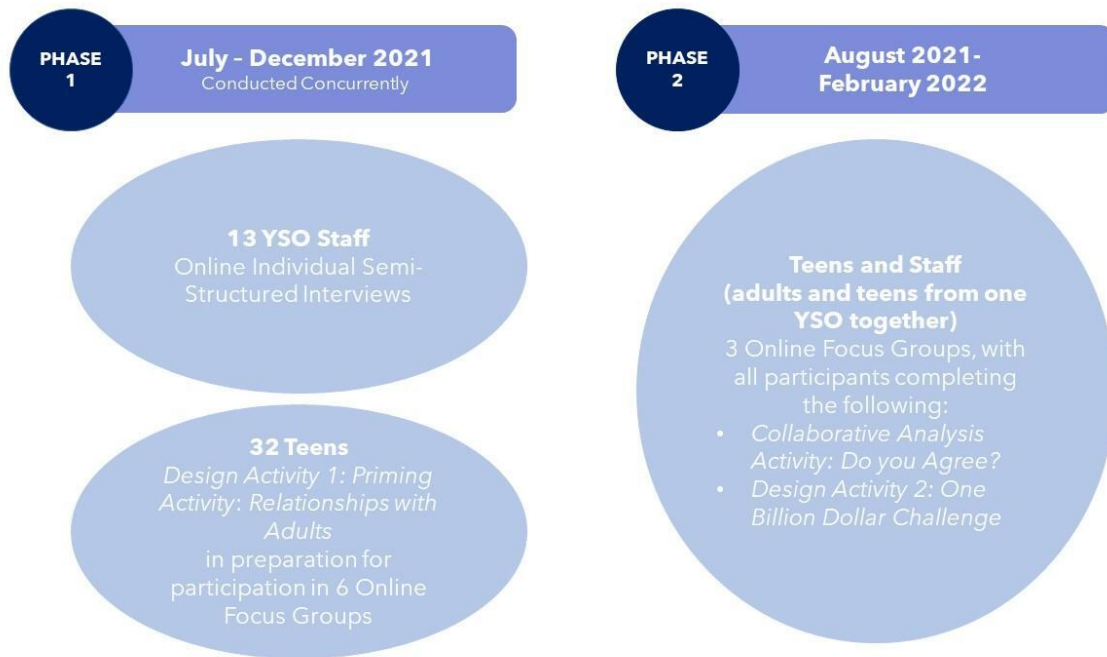 PHASE
1
July – December 2021
Conducted Concurrently
13 YSO Staff
Online Individual Semi-
Structured Interviews
32 Teens
Design Activity 1: Priming
Activity: Relationships with
Adults
in preparation for
participation in 6 Online
Focus Groups
PHASE
2
August 2021-
February 2022
Teens and Staff
(adults and teens from one
YSO together)
3 Online Focus Groups, with
all participants completing
the following:
• Collaborative Analysis
Activity: Do you Agree?
• Design Activity 2: One
Billion Dollar Challenge